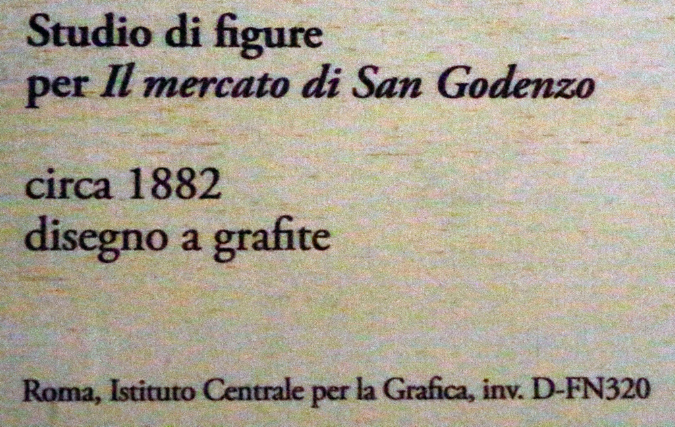 Studio di figure
per Il mercato di San Godenzo
circa 1882
disegno a grafite
Roma, Istituto Centrale per la Grafica, inv. D-FN320